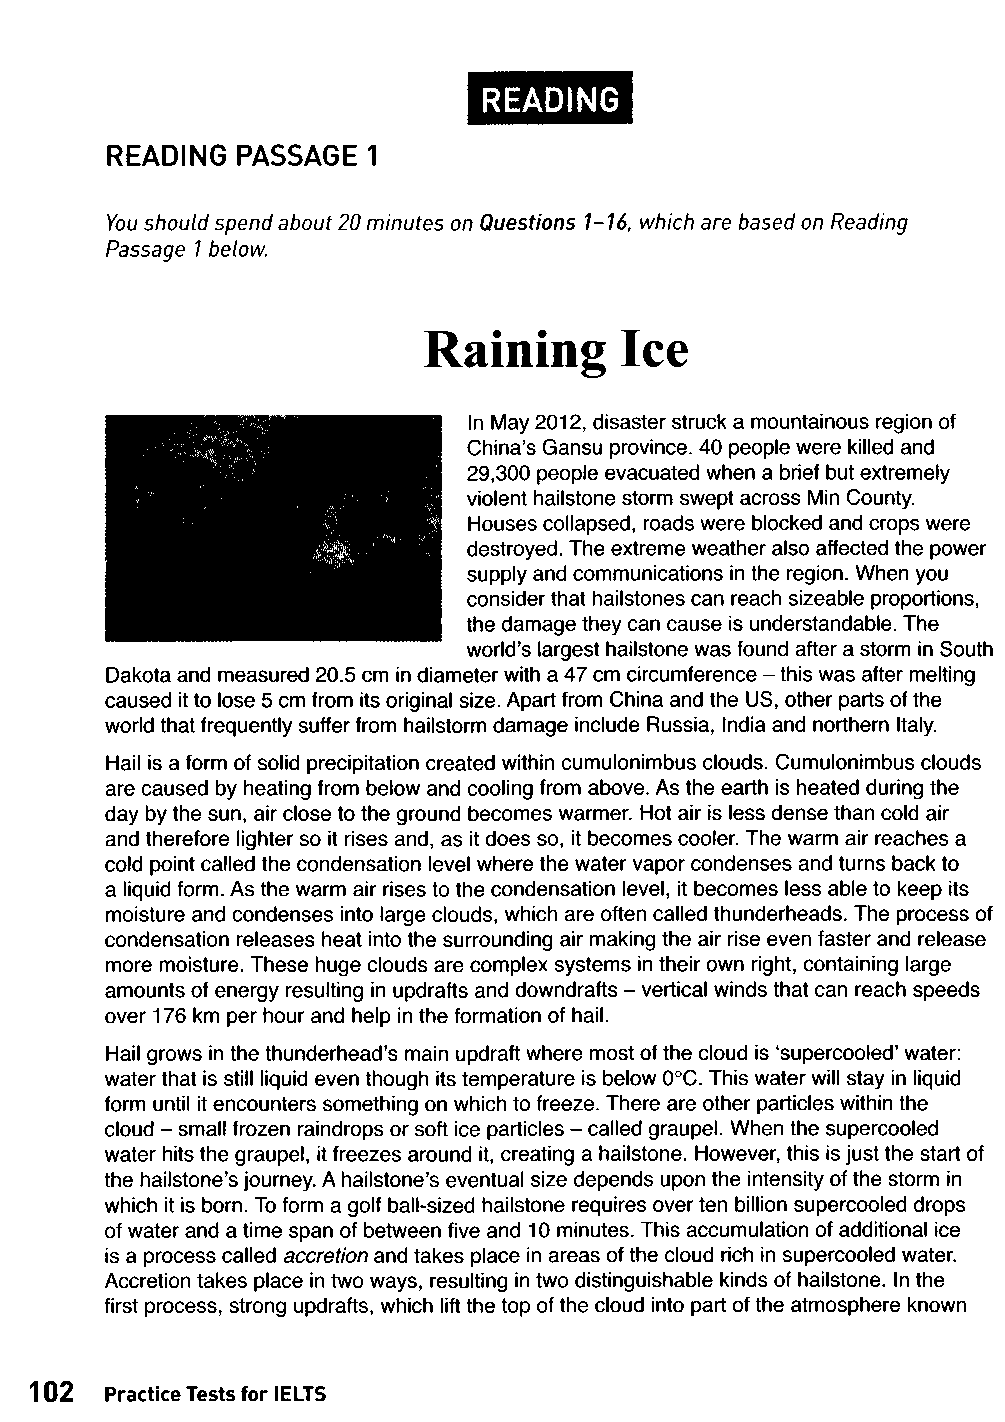 READING
READING PASSAGE 1
You should spend about 20 minutes on Questions 1–16, which are based on Reading
Passage 1 below.
Raining Ice
In May 2012, disaster struck a mountainous region of
China's Gansu province. 40 people were killed and
29,300 people evacuated when a brief but extremely
violent hailstone storm swept across Min County.
Houses collapsed, roads were blocked and crops were
destroyed. The extreme weather also affected the power
supply and communications in the region. When you
consider that hailstones can reach sizeable proportions,
the damage they can cause is understandable. The
world's largest hailstone was found after a storm in South
Dakota and measured 20.5 cm in diameter with a 47 cm circumference – this was after melting
caused it to lose 5 cm from its original size. Apart from China and the US, other parts of the
world that frequently suffer from hailstorm damage include Russia, India and northern Italy.
Hail is a form of solid precipitation created within cumulonimbus clouds. Cumulonimbus clouds
are caused by heating from below and cooling from above. As the earth is heated during the
day by the sun, air close to the ground becomes warmer. Hot air is less dense than cold air
and therefore lighter so it rises and, as it does so, it becomes cooler. The warm air reaches a
cold point called the condensation level where the water vapor condenses and turns back to
a liquid form. As the warm air rises to the condensation level, it becomes less able to keep its
moisture and condenses into large clouds, which are often called thunderheads. The process of
condensation releases heat into the surrounding air making the air rise even faster and release
more moisture. These huge clouds are complex systems in their own right, containing large
amounts of energy resulting in updrafts and downdrafts – vertical winds that can reach speeds
over 176 km per hour and help in the formation of hail.
Hail grows in the thunderhead's main updraft where most of the cloud is 'supercooled' water:
water that is still liquid even though its temperature is below 0°C. This water will stay in liquid
form until it encounters something on which to freeze. There are other particles within the
cloud – small frozen raindrops or soft ice particles – called graupel. When the supercooled
water hits the graupel, it freezes around it, creating a hailstone. However, this is just the start of
the hailstone's journey. A hailstone's eventual size depends upon the intensity of the storm in
which it is born. To form a golf ball-sized hailstone requires over ten billion supercooled drops
of water and a time span of between five and 10 minutes. This accumulation of additional ice
is a process called accretion and takes place in areas of the cloud rich in supercooled water.
Accretion takes place in two ways, resulting in two distinguishable kinds of hailstone. In the
first process, strong updrafts, which lift the top of the cloud into part of the atmosphere known
102 Practice Tests for IELTS